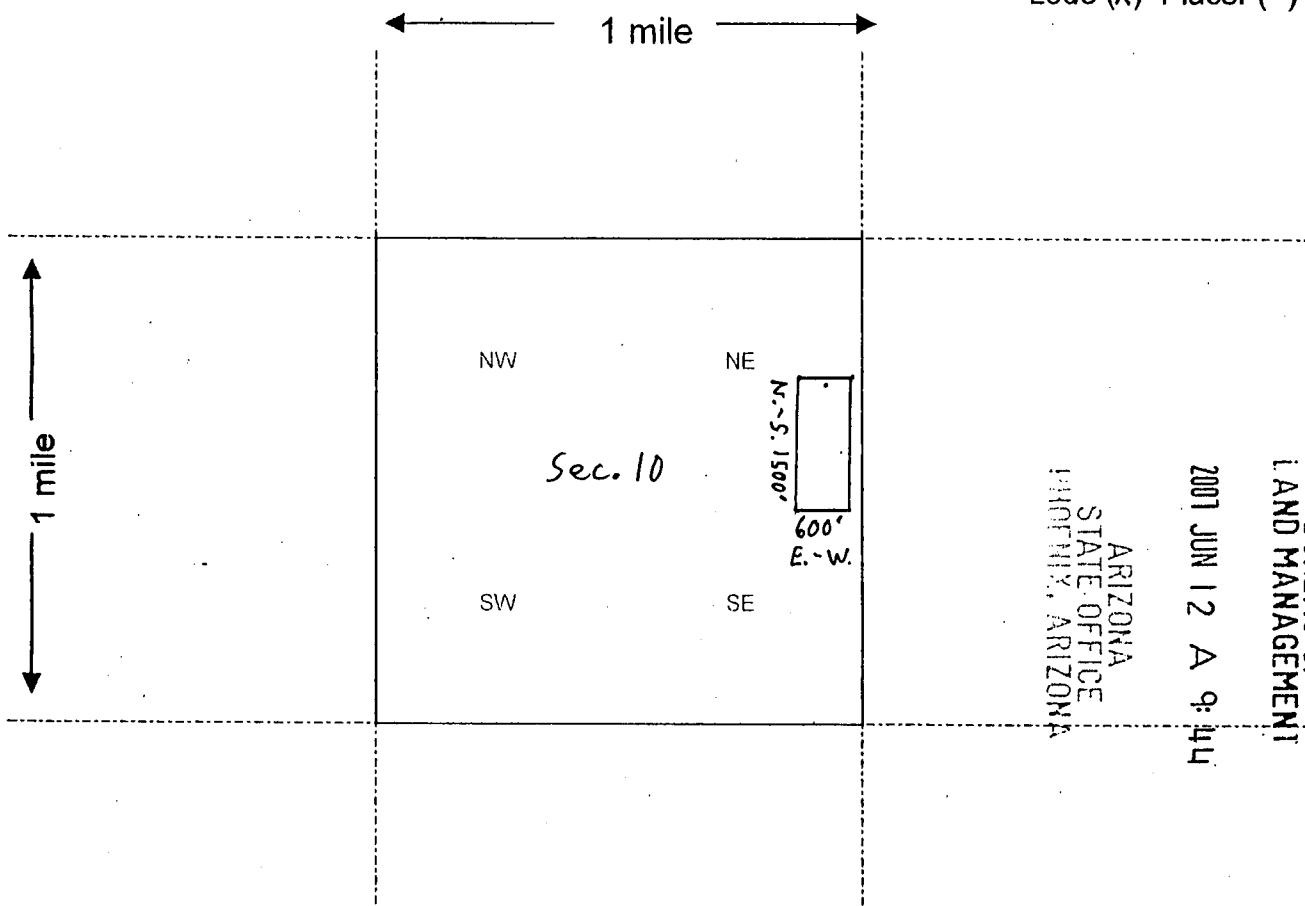 Lode (X) Placer ( )
1 mile
1 mile
NW
NE
N.-S. 1500'
Sec. 10
600'
E.-W.
SW
SE
LAND MANAGEMENT
2007 JUN 12 A 9:44
ARIZONA
STATE OFFICE
PHOENIX, ARIZONA